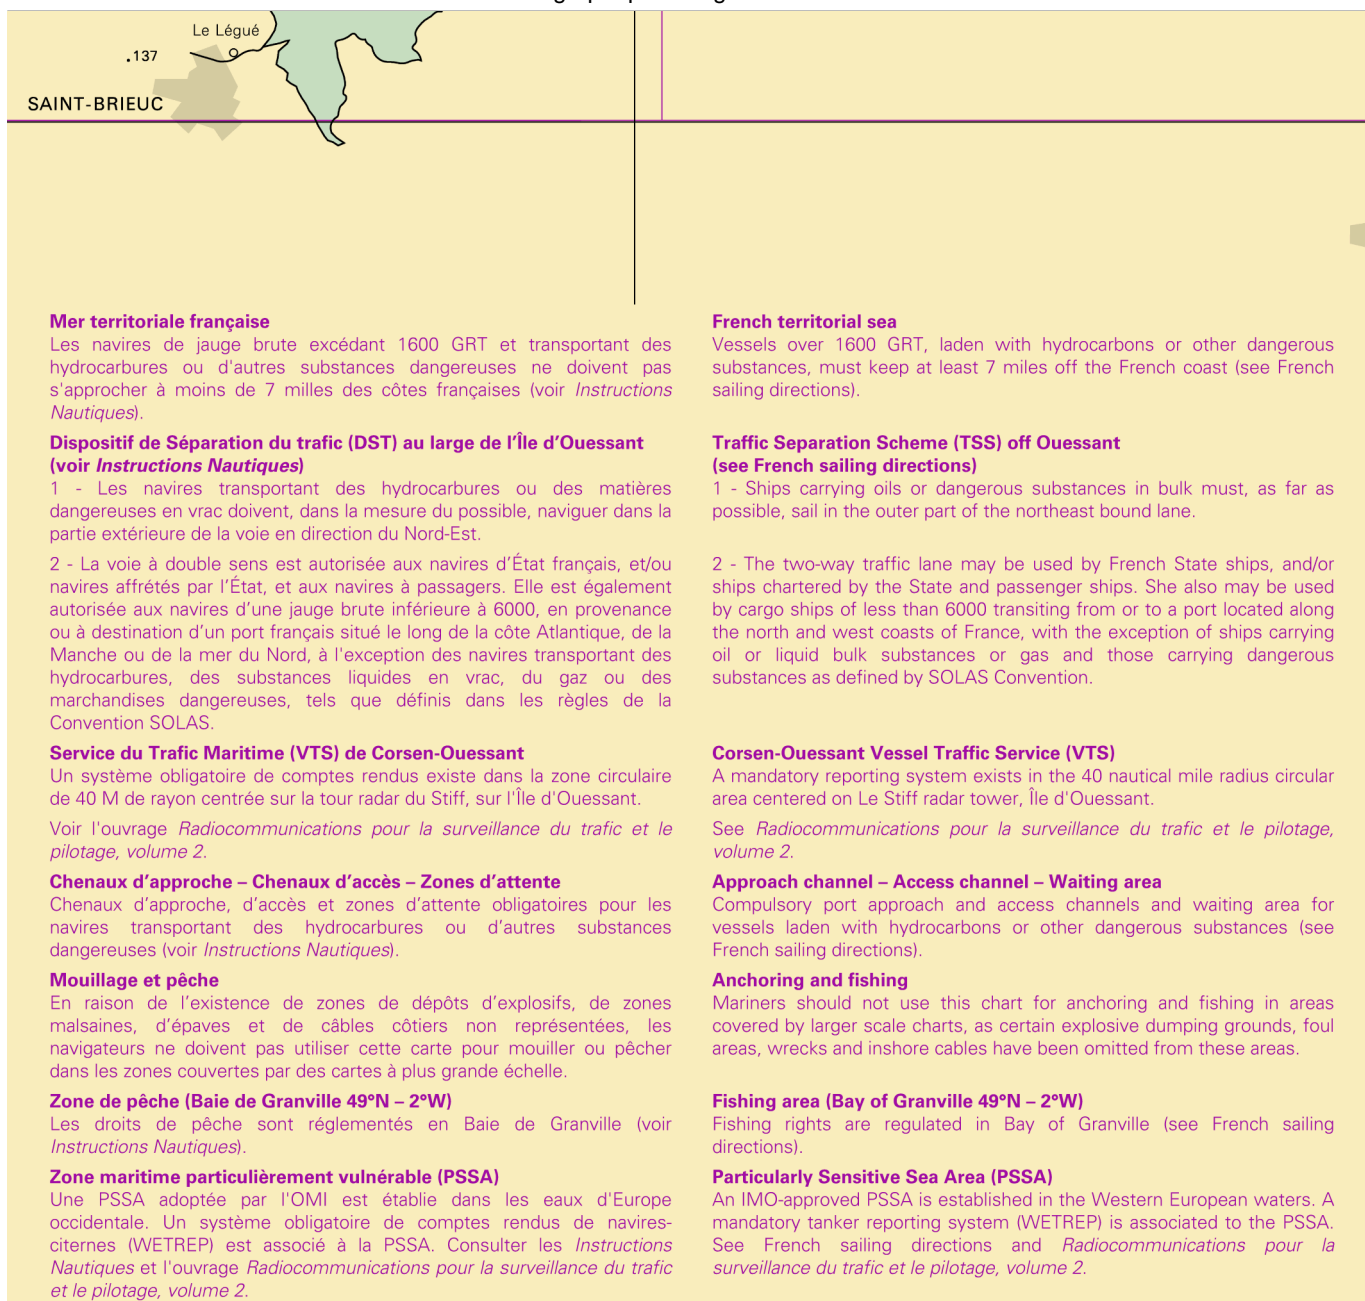 Le Légué
.137
SAINT-BRIEUC
Mer territoriale française
Les navires de jauge brute excédant 1600 GRT et transportant des
hydrocarbures ou d'autres substances dangereuses ne doivent pas
s'approcher à moins de 7 milles des côtes françaises (voir Instructions
Nautiques).
Dispositif de Séparation du trafic (DST) au large de l’Île d’Ouessant
(voir Instructions Nautiques)
1 - Les navires transportant des hydrocarbures ou des matières
dangereuses en vrac doivent, dans la mesure du possible, naviguer dans la
partie extérieure de la voie en direction du Nord-Est.
2 - La voie à double sens est autorisée aux navires d’État français, et/ou
navires affrétés par l’État, et aux navires à passagers. Elle est également
autorisée aux navires d’une jauge brute inférieure à 6000, en provenance
ou à destination d’un port français situé le long de la côte Atlantique, de la
Manche ou de la mer du Nord, à l'exception des navires transportant des
hydrocarbures, des substances liquides en vrac, du gaz ou des
marchandises dangereuses, tels que définis dans les règles de la
Convention SOLAS.
Service du Trafic Maritime (VTS) de Corsen-Ouessant
Un système obligatoire de comptes rendus existe dans la zone circulaire
de 40 M de rayon centrée sur la tour radar du Stiff, sur l'Île d'Ouessant.
Voir l'ouvrage Radiocommunications pour la surveillance du trafic et le
pilotage, volume 2.
Chenaux d’approche – Chenaux d’accès – Zones d’attente
Chenaux d’approche, d’accès et zones d’attente obligatoires pour les
navires transportant des hydrocarbures ou d’autres substances
dangereuses (voir Instructions Nautiques).
Mouillage et pêche
En raison de l’existence de zones de dépôts d’explosifs, de zones
malsaines, d’épaves et de câbles côtiers non représentées, les
navigateurs ne doivent pas utiliser cette carte pour mouiller ou pêcher
dans les zones couvertes par des cartes à plus grande échelle.
Zone de pêche (Baie de Granville 49°N – 2°W)
Les droits de pêche sont réglementés en Baie de Granville (voir
Instructions Nautiques).
Zone maritime particulièrement vulnérable (PSSA)
Une PSSA adoptée par l'OMI est établie dans les eaux d'Europe
occidentale. Un système obligatoire de comptes rendus de navires-
citernes (WETREP) est associé à la PSSA. Consulter les Instructions
Nautiques et l'ouvrage Radiocommunications pour la surveillance du trafic
et le pilotage, volume 2.
French territorial sea
Vessels over 1600 GRT, laden with hydrocarbons or other dangerous
substances, must keep at least 7 miles off the French coast (see French
sailing directions).
Traffic Separation Scheme (TSS) off Ouessant
(see French sailing directions)
1 - Ships carrying oils or dangerous substances in bulk must, as far as
possible, sail in the outer part of the northeast bound lane.
2 - The two-way traffic lane may be used by French State ships, and/or
ships chartered by the State and passenger ships. She also may be used
by cargo ships of less than 6000 transiting from or to a port located along
the north and west coasts of France, with the exception of ships carrying
oil or liquid bulk substances or gas and those carrying dangerous
substances as defined by SOLAS Convention.
Corsen-Ouessant Vessel Traffic Service (VTS)
A mandatory reporting system exists in the 40 nautical mile radius circular
area centered on Le Stiff radar tower, Île d'Ouessant.
See Radiocommunications pour la surveillance du trafic et le pilotage,
volume 2.
Approach channel – Access channel – Waiting area
Compulsory port approach and access channels and waiting area for
vessels laden with hydrocarbons or other dangerous substances (see
French sailing directions).
Anchoring and fishing
Mariners should not use this chart for anchoring and fishing in areas
covered by larger scale charts, as certain explosive dumping grounds, foul
areas, wrecks and inshore cables have been omitted from these areas.
Fishing area (Bay of Granville 49°N – 2°W)
Fishing rights are regulated in Bay of Granville (see French sailing
directions).
Particularly Sensitive Sea Area (PSSA)
An IMO-approved PSSA is established in the Western European waters. A
mandatory tanker reporting system (WETREP) is associated to the PSSA.
See French sailing directions and Radiocommunications pour la
surveillance du trafic et le pilotage, volume 2.